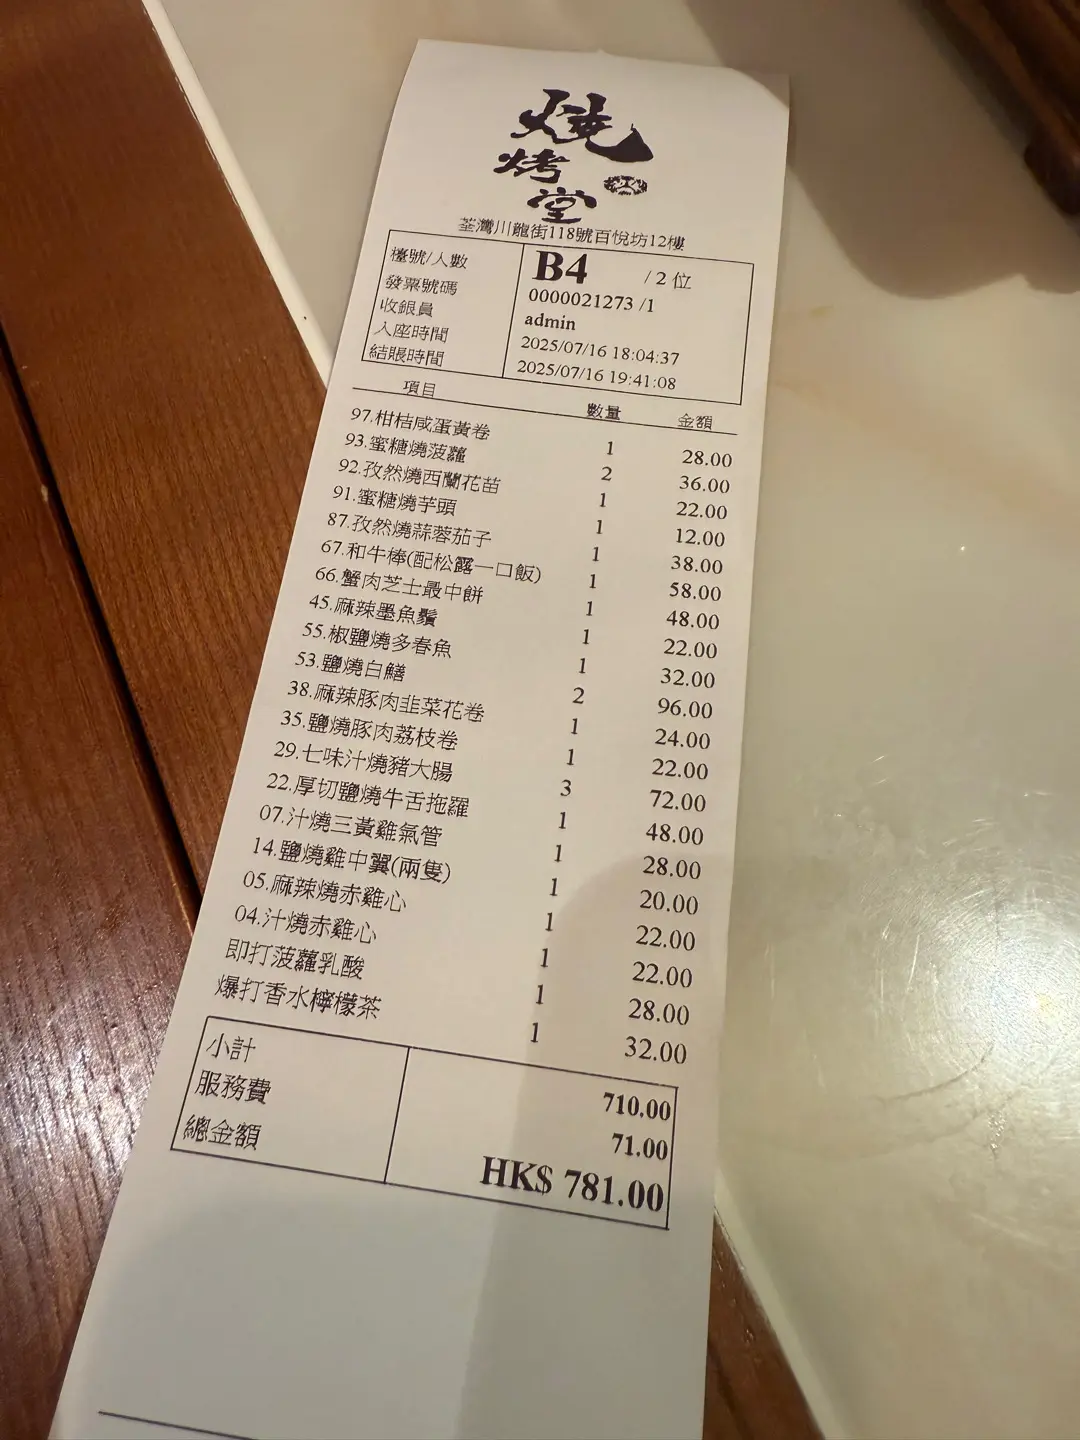 燒烤堂
荃灣川龍街118號百悅坊12樓
檯號/人數 B4 / 2 位
發票號碼 0000021273 /1
收銀員 admin
入座時間 2025/07/16 18:04:37
結賬時間 2025/07/16 19:41:08
項目 數量 金額
97.柑桔咸蛋黃卷 1 28.00
93.蜜糖燒菠蘿 2 36.00
92.孜然燒西蘭花苗 1 22.00
91.蜜糖燒芋頭 1 12.00
87.孜然燒蒜蓉茄子 1 38.00
67.和牛棒(配松露一口飯) 1 58.00
66.蟹肉芝士最中餅 1 48.00
45.麻辣墨魚鬚 1 22.00
55.椒鹽燒多春魚 1 32.00
53.鹽燒白鱔 2 96.00
38.麻辣豚肉韭菜花卷 1 24.00
35.鹽燒豚肉荔枝卷 1 22.00
29.七味汁燒豬大腸 3 72.00
22.厚切鹽燒牛舌拖羅 1 48.00
07.汁燒三黃雞氣管 1 28.00
14.鹽燒雞中翼(兩隻) 1 20.00
05.麻辣燒赤雞心 1 22.00
04.汁燒赤雞心 1 22.00
即打菠蘿乳酸 1 28.00
爆打香水檸檬茶 1 32.00
小計 710.00
服務費 71.00
總金額 HK$ 781.00